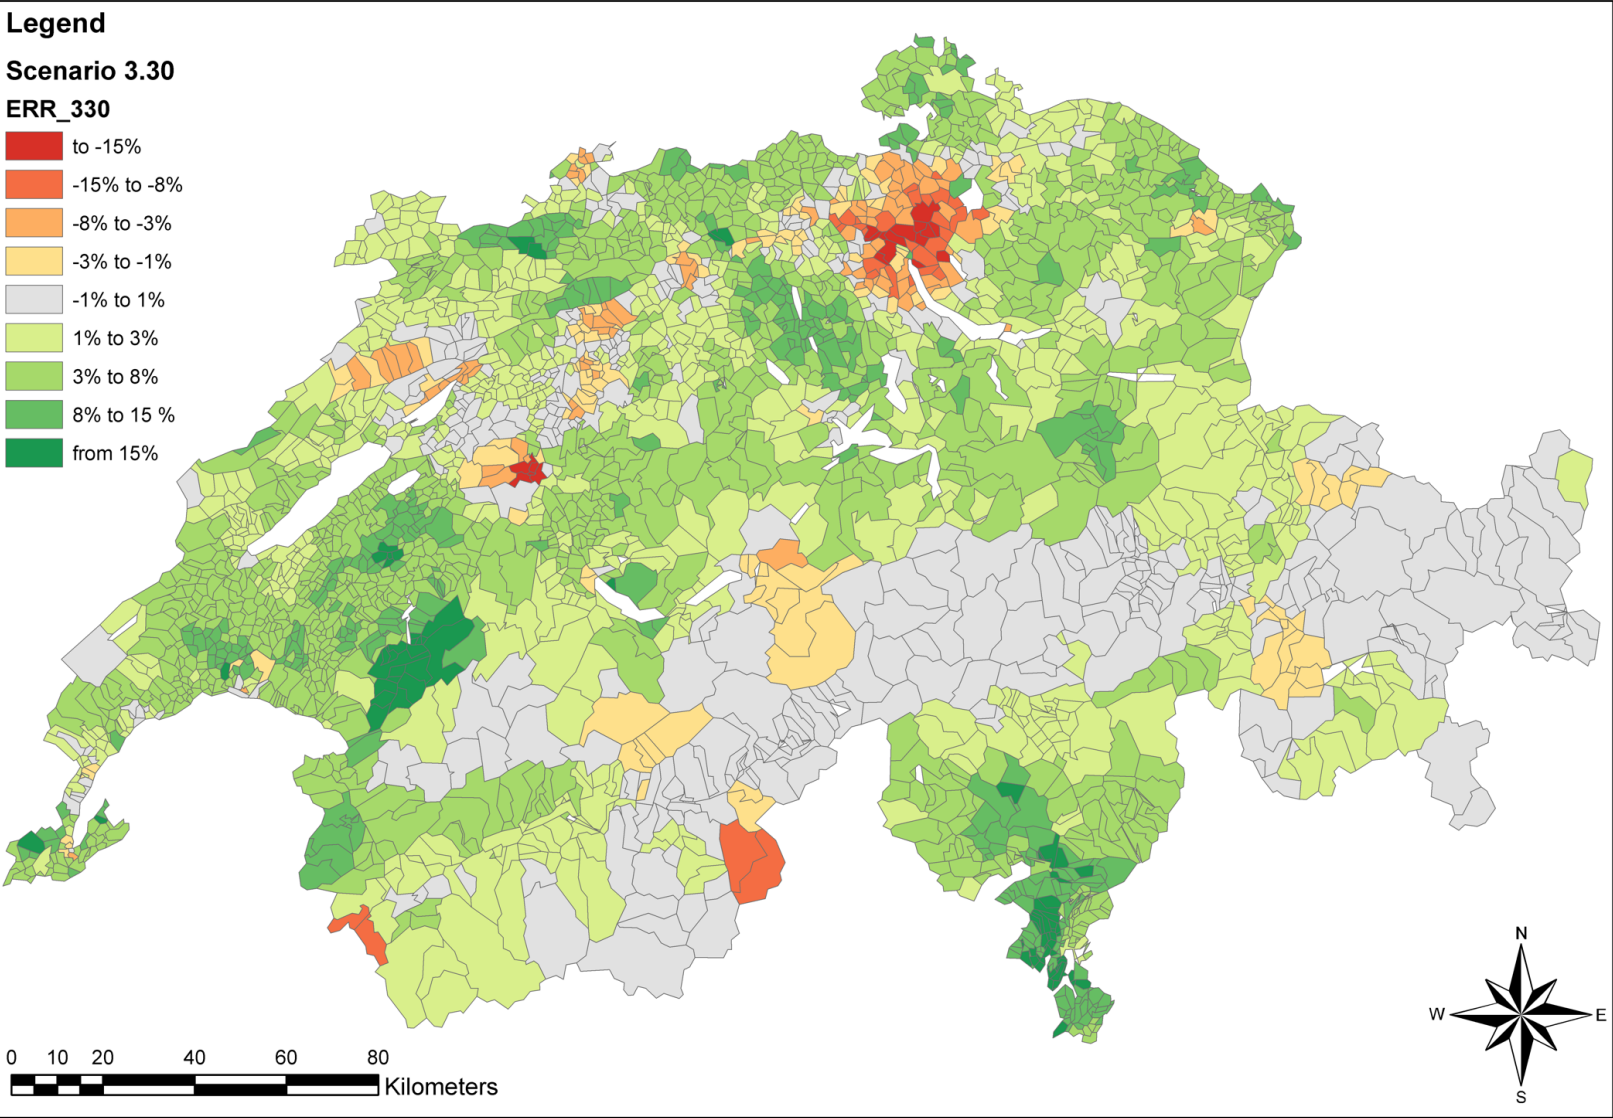 Legend
Scenario 3.30
ERR_330
to -15%
-15% to -8%
-8% to -3%
-3% to -1%
-1% to 1%
1% to 3%
3% to 8%
8% to 15 %
from 15%
0 10 20 40 60 80
Kilometers
N
W E
S